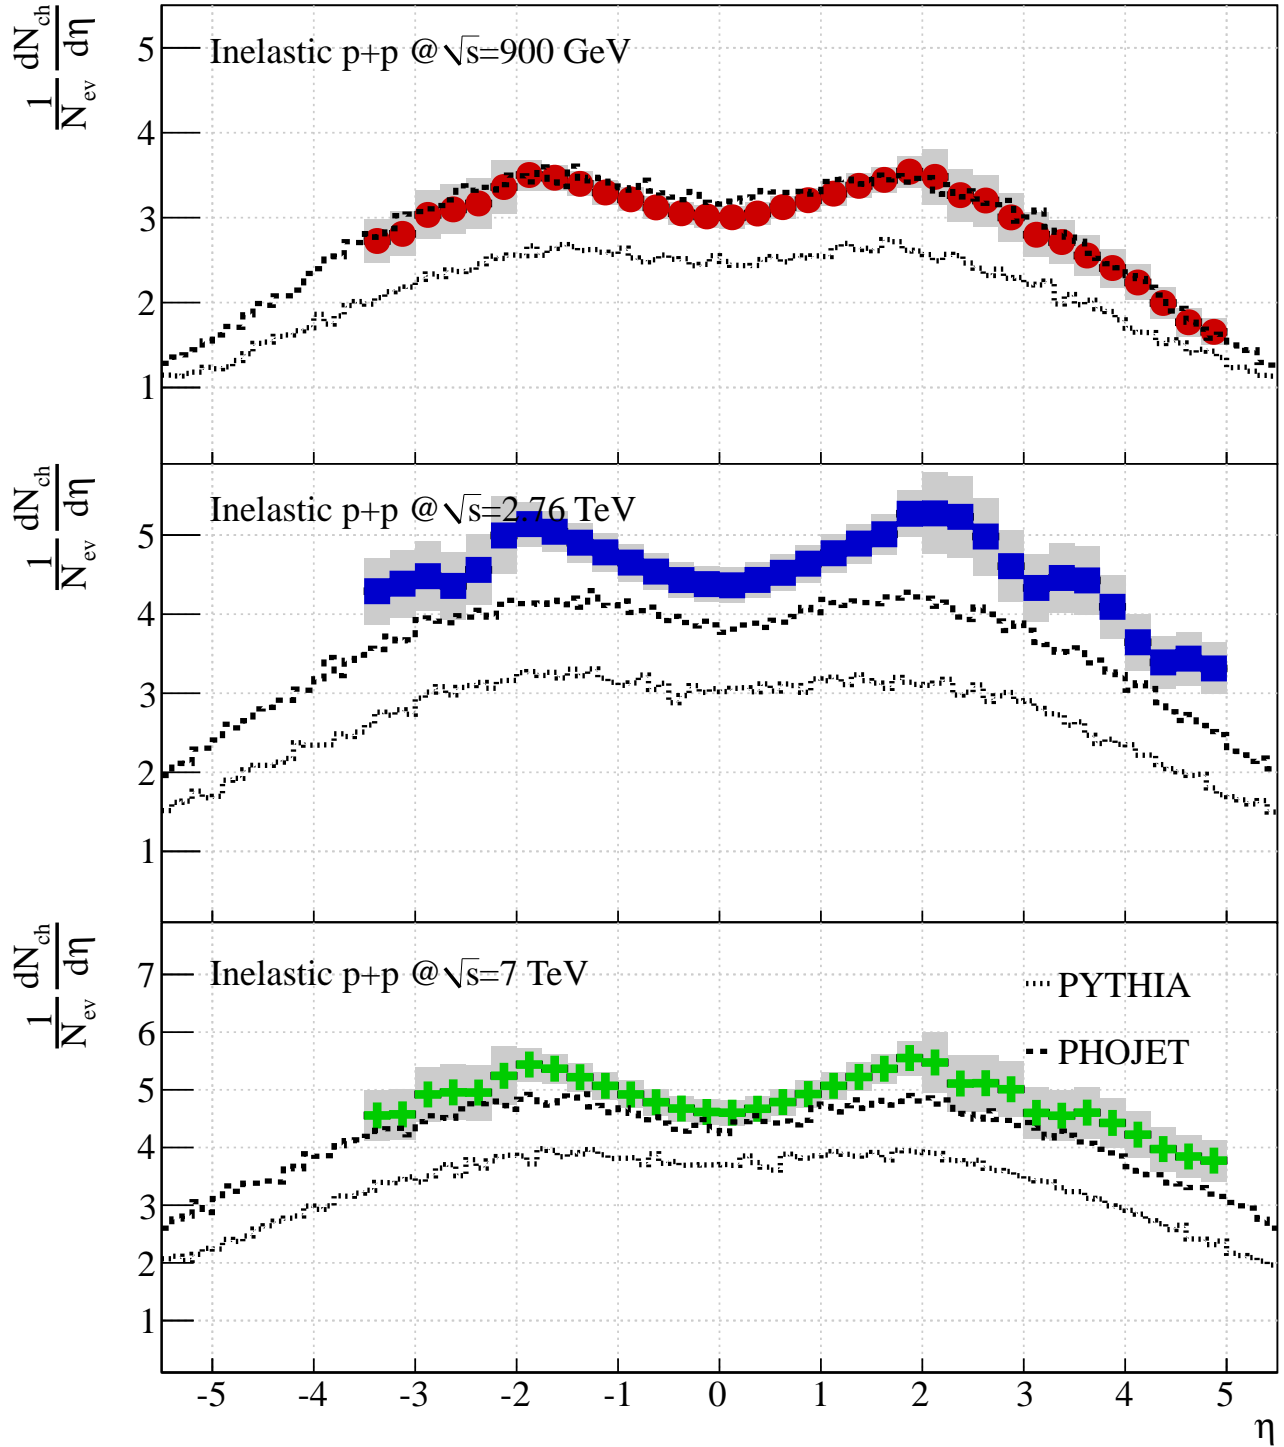 1/N_ev dN_ch/dη
Inelastic p+p @ √s=900 GeV
5
4
3
2
1
1/N_ev dN_ch/dη
Inelastic p+p @ √s=2.76 TeV
5
4
3
2
1
1/N_ev dN_ch/dη
Inelastic p+p @ √s=7 TeV
PYTHIA
PHOJET
7
6
5
4
3
2
1
-5 -4 -3 -2 -1 0 1 2 3 4 5
η